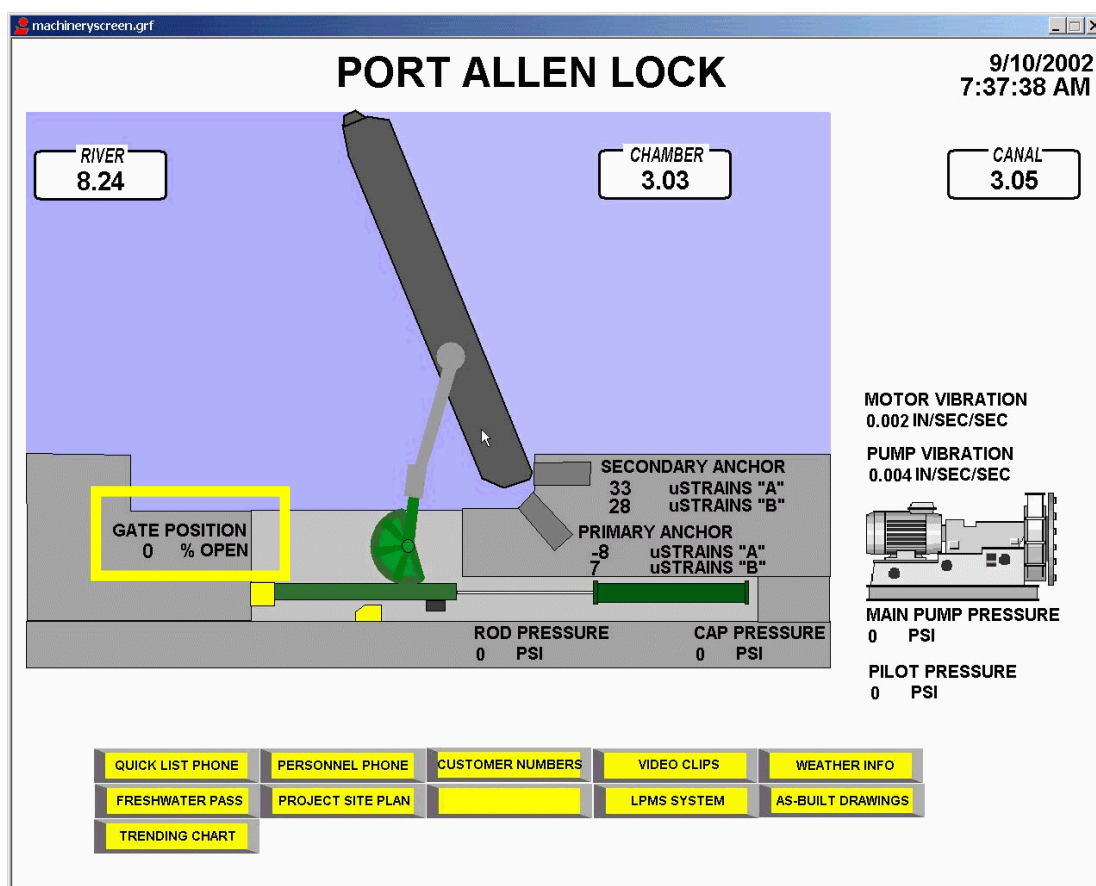 machineryscreen.grf
PORT ALLEN LOCK
9/10/2002
7:37:38 AM
RIVER
8.24
CHAMBER
3.03
CANAL
3.05
MOTOR VIBRATION
0.002 IN/SEC/SEC
PUMP VIBRATION
0.004 IN/SEC/SEC
SECONDARY ANCHOR
33 uSTRAINS "A"
28 uSTRAINS "B"
GATE POSITION
0 % OPEN
PRIMARY ANCHOR
-8 uSTRAINS "A"
7 uSTRAINS "B"
ROD PRESSURE
0 PSI
CAP PRESSURE
0 PSI
MAIN PUMP PRESSURE
0 PSI
PILOT PRESSURE
0 PSI
QUICK LIST PHONE
PERSONNEL PHONE
CUSTOMER NUMBERS
VIDEO CLIPS
WEATHER INFO
FRESHWATER PASS
PROJECT SITE PLAN
LPMS SYSTEM
AS-BUILT DRAWINGS
TRENDING CHART